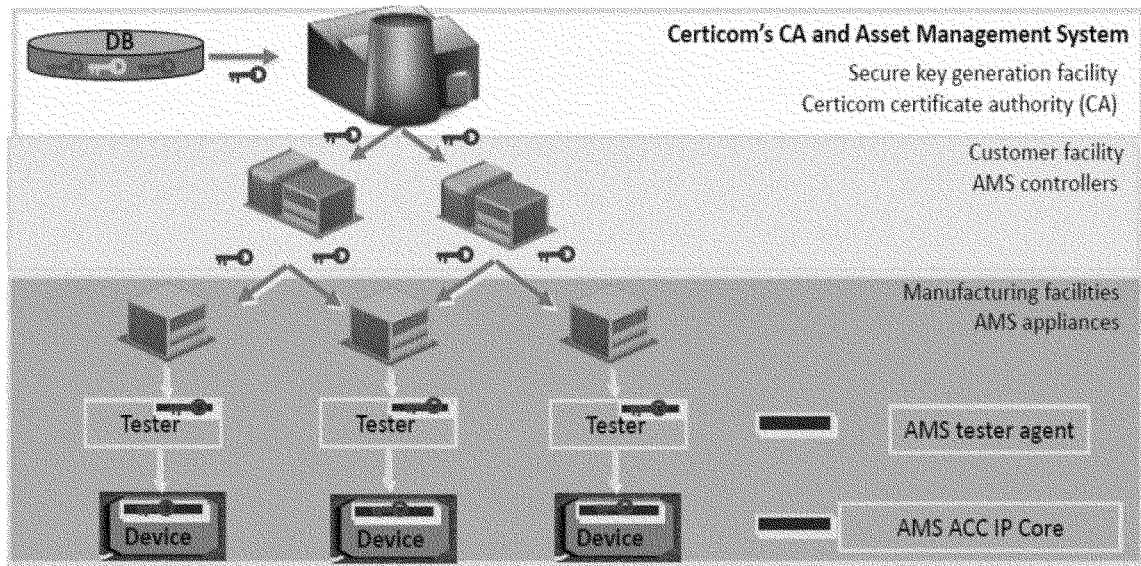 DB
Certicom's CA and Asset Management System
Secure key generation facility
Certicom certificate authority (CA)
Customer facility
AMS controllers
Manufacturing facilities
AMS appliances
Tester
Tester
Tester
AMS tester agent
Device
Device
Device
AMS ACC IP Core